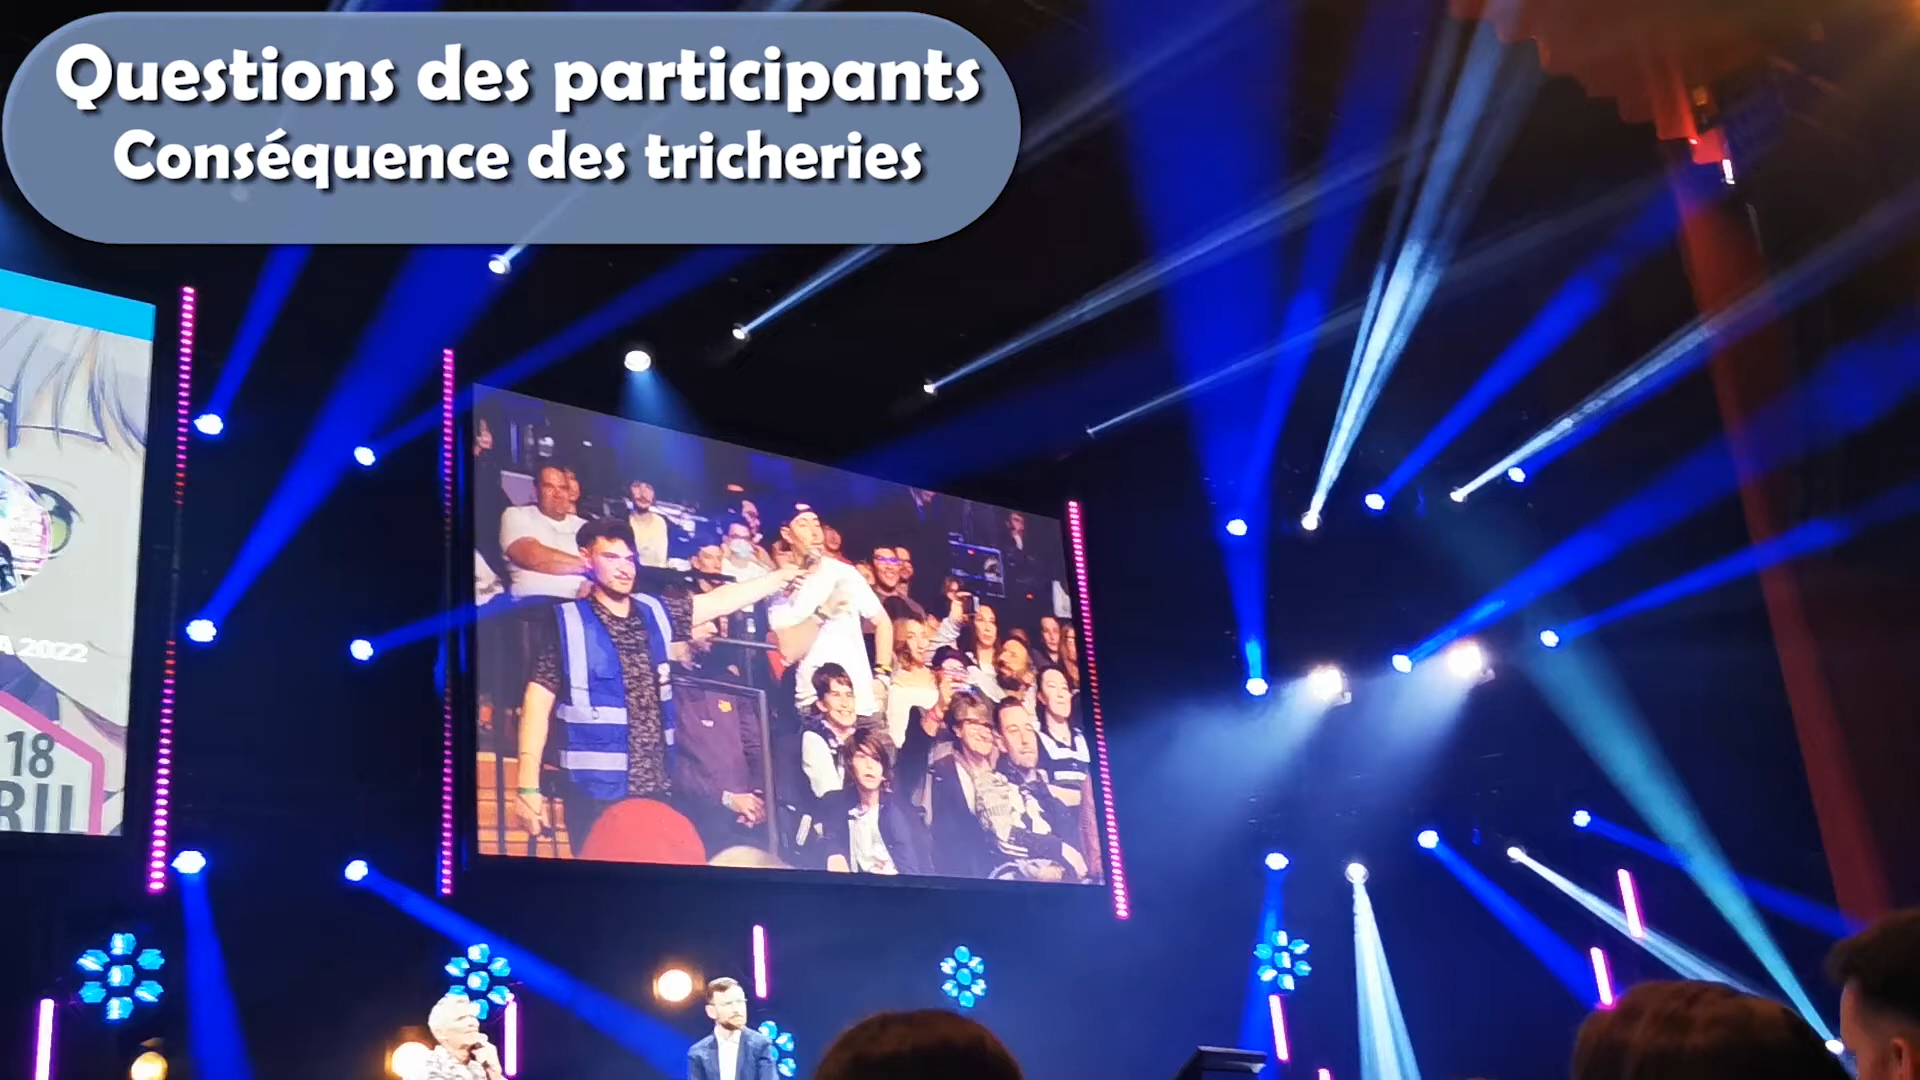 Questions des participants
Conséquence des tricheries
A 2022
18
RIL